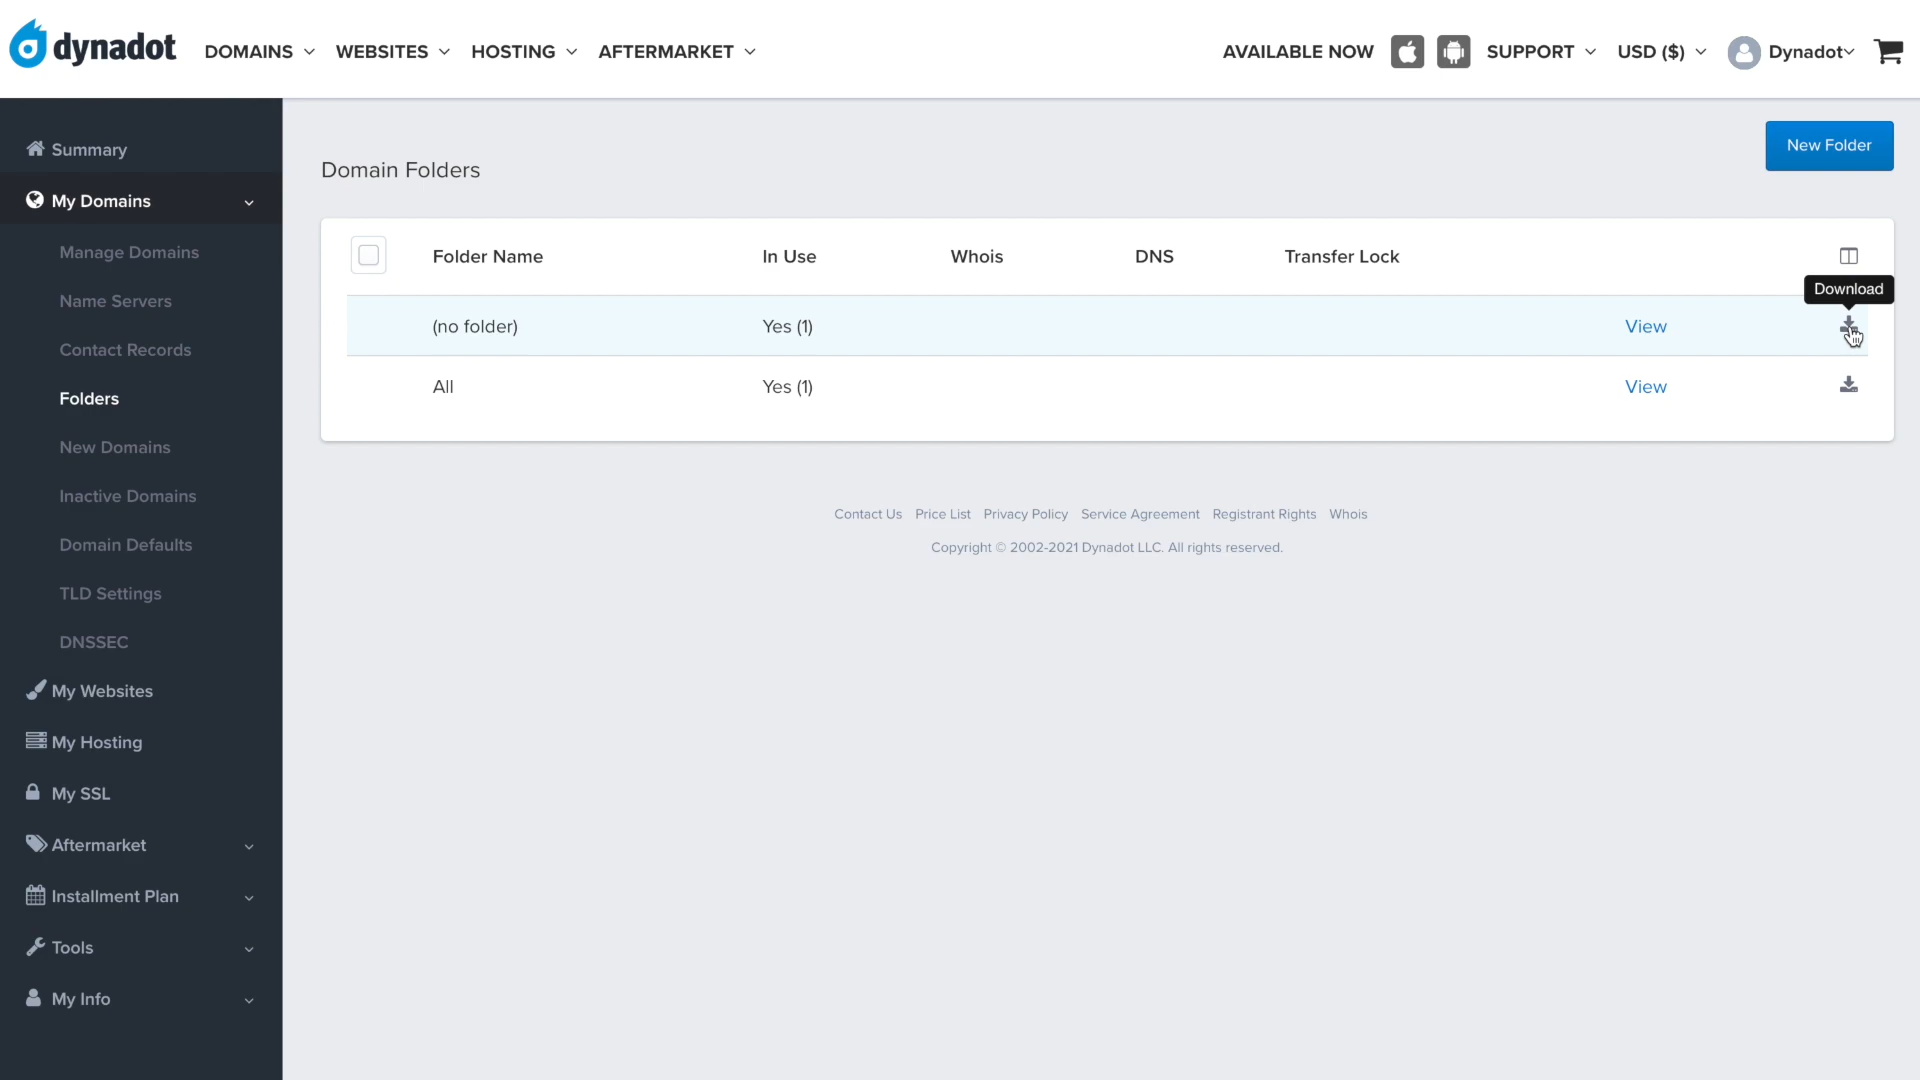 dynadot
DOMAINS WEBSITES HOSTING AFTERMARKET AVAILABLE NOW SUPPORT USD ($) Dynadot
Summary
My Domains
Manage Domains
Name Servers
Contact Records
Folders
New Domains
Inactive Domains
Domain Defaults
TLD Settings
DNSSEC
My Websites
My Hosting
My SSL
Aftermarket
Installment Plan
Tools
My Info
New Folder
Domain Folders
Folder Name In Use Whois DNS Transfer Lock
Download
(no folder) Yes (1) View
All Yes (1) View
Contact Us Price List Privacy Policy Service Agreement Registrant Rights Whois
Copyright © 2002-2021 Dynadot LLC. All rights reserved.